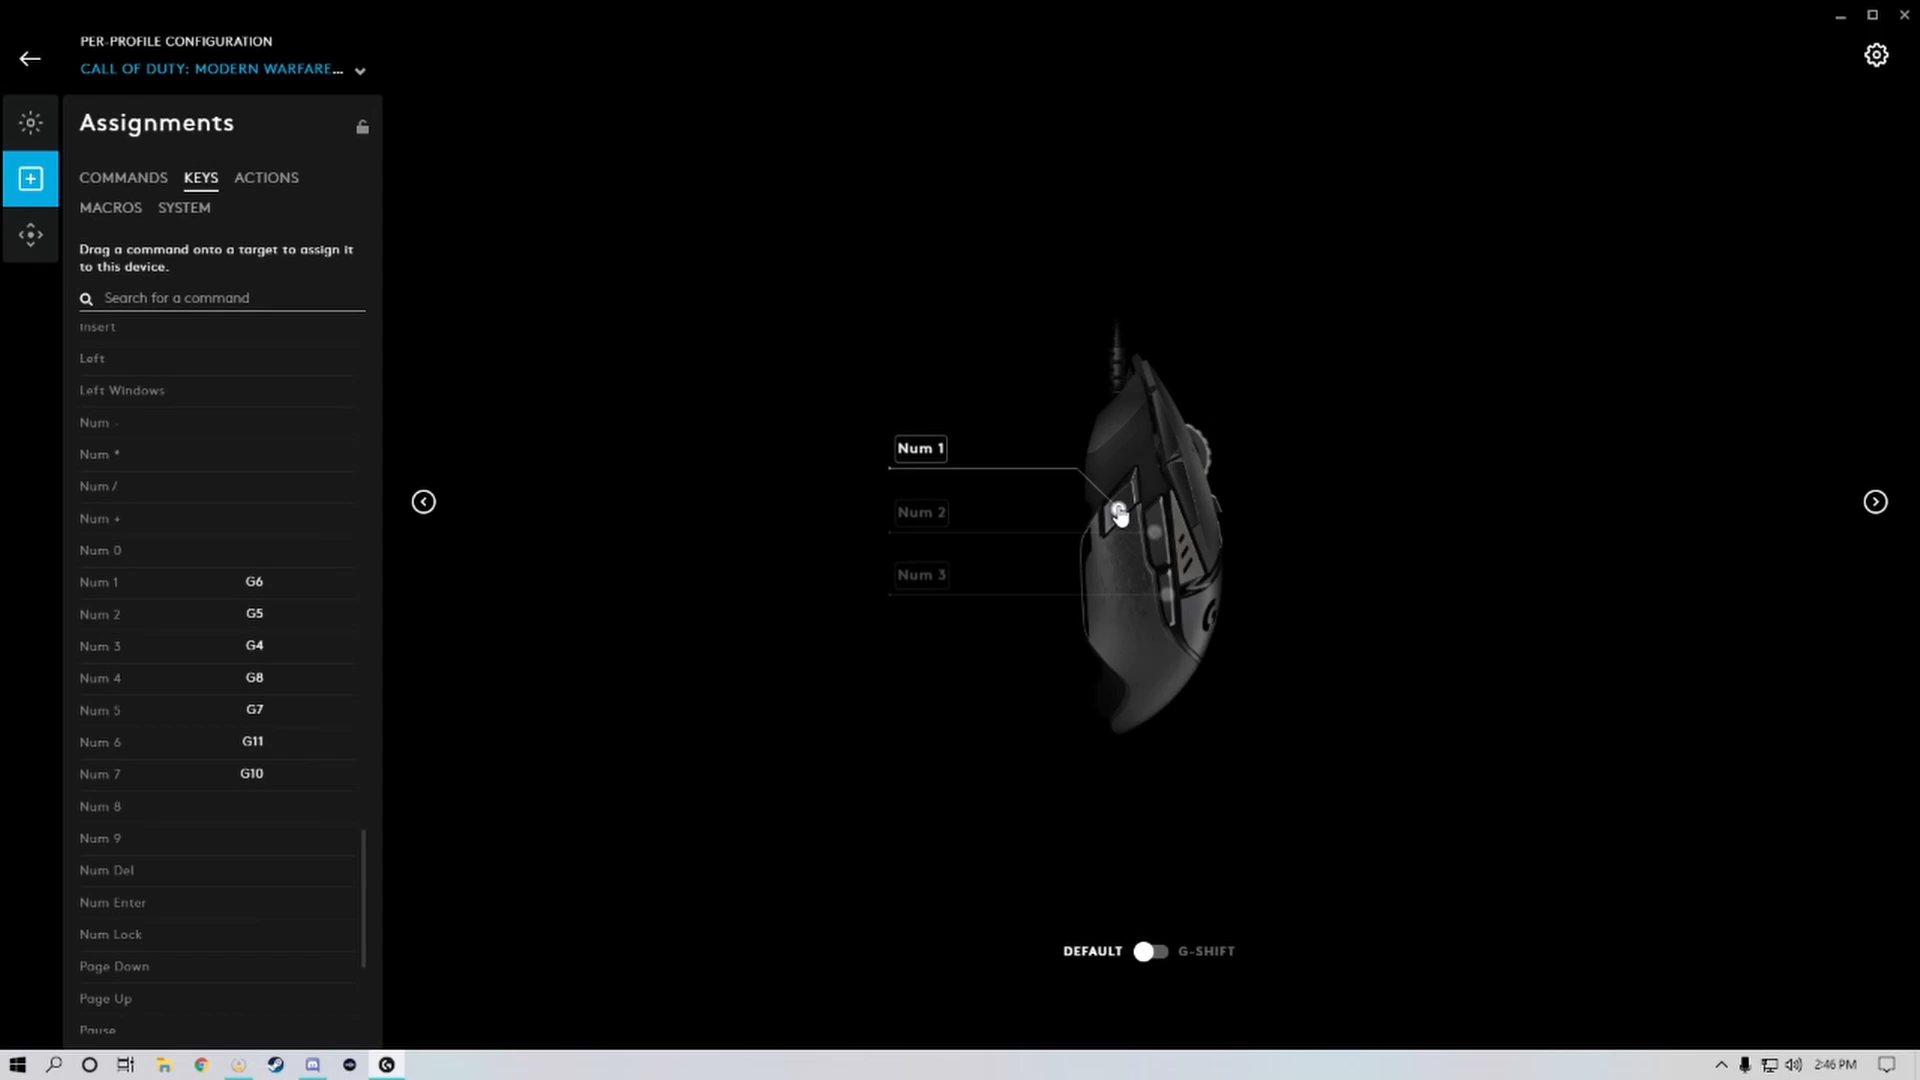 PER-PROFILE CONFIGURATION
CALL OF DUTY: MODERN WARFARE...
Assignments
COMMANDS KEYS ACTIONS
MACROS SYSTEM
Drag a command onto a target to assign it
to this device.
Search for a command
Insert
Left
Left Windows
Num -
Num *
Num /
Num +
Num 0
Num 1 G6
Num 2 G5
Num 3 G4
Num 4 G8
Num 5 G7
Num 6 G11
Num 7 G10
Num 8
Num 9
Num Del
Num Enter
Num Lock
Page Down
Page Up
Pause
Num 1
Num 2
Num 3
DEFAULT G-SHIFT
2:46 PM